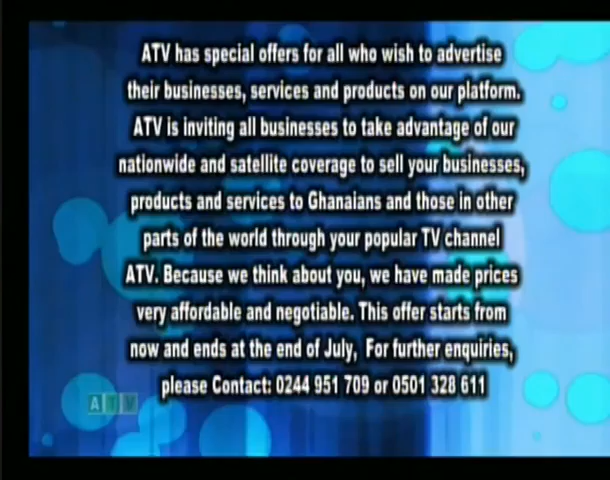 ATV has special offers for all who wish to advertise
their businesses, services and products on our platform.
ATV is inviting all businesses to take advantage of our
nationwide and satellite coverage to sell your businesses,
products and services to Ghanaians and those in other
parts of the world through your popular TV channel
ATV. Because we think about you, we have made prices
very affordable and negotiable. This offer starts from
now and ends at the end of July, For further enquiries,
please Contact: 0244 951 709 or 0501 328 611
ATV